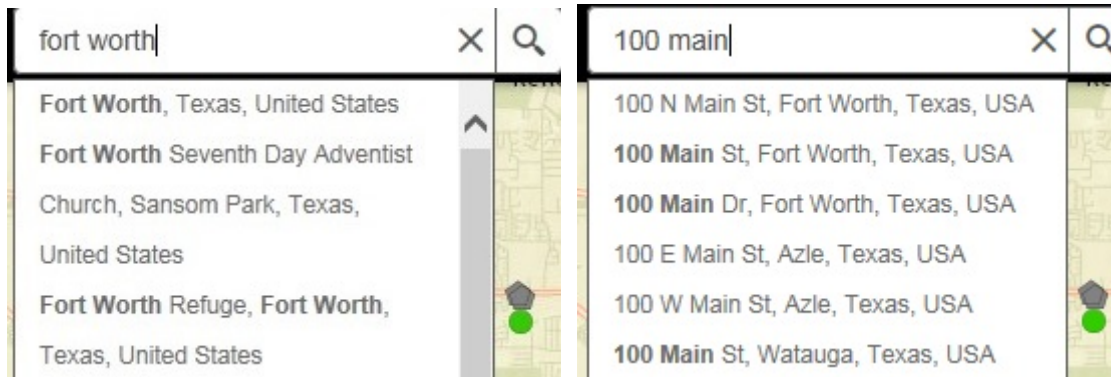 fort worth
Fort Worth, Texas, United States
Fort Worth Seventh Day Adventist
Church, Sansom Park, Texas,
United States
Fort Worth Refuge, Fort Worth,
Texas, United States
100 main
100 N Main St, Fort Worth, Texas, USA
100 Main St, Fort Worth, Texas, USA
100 Main Dr, Fort Worth, Texas, USA
100 E Main St, Azle, Texas, USA
100 W Main St, Azle, Texas, USA
100 Main St, Watauga, Texas, USA